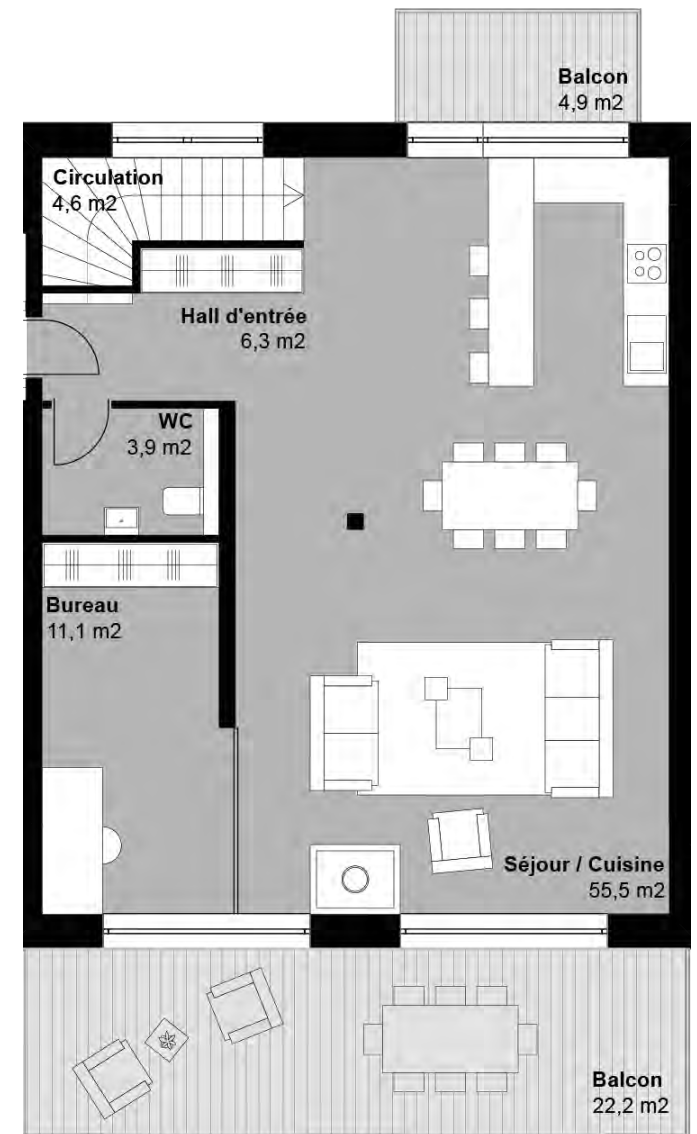 Balcon
4,9 m2
Circulation
4,6 m2
Hall d'entrée
6,3 m2
WC
3,9 m2
Bureau
11,1 m2
Séjour / Cuisine
55,5 m2
Balcon
22,2 m2